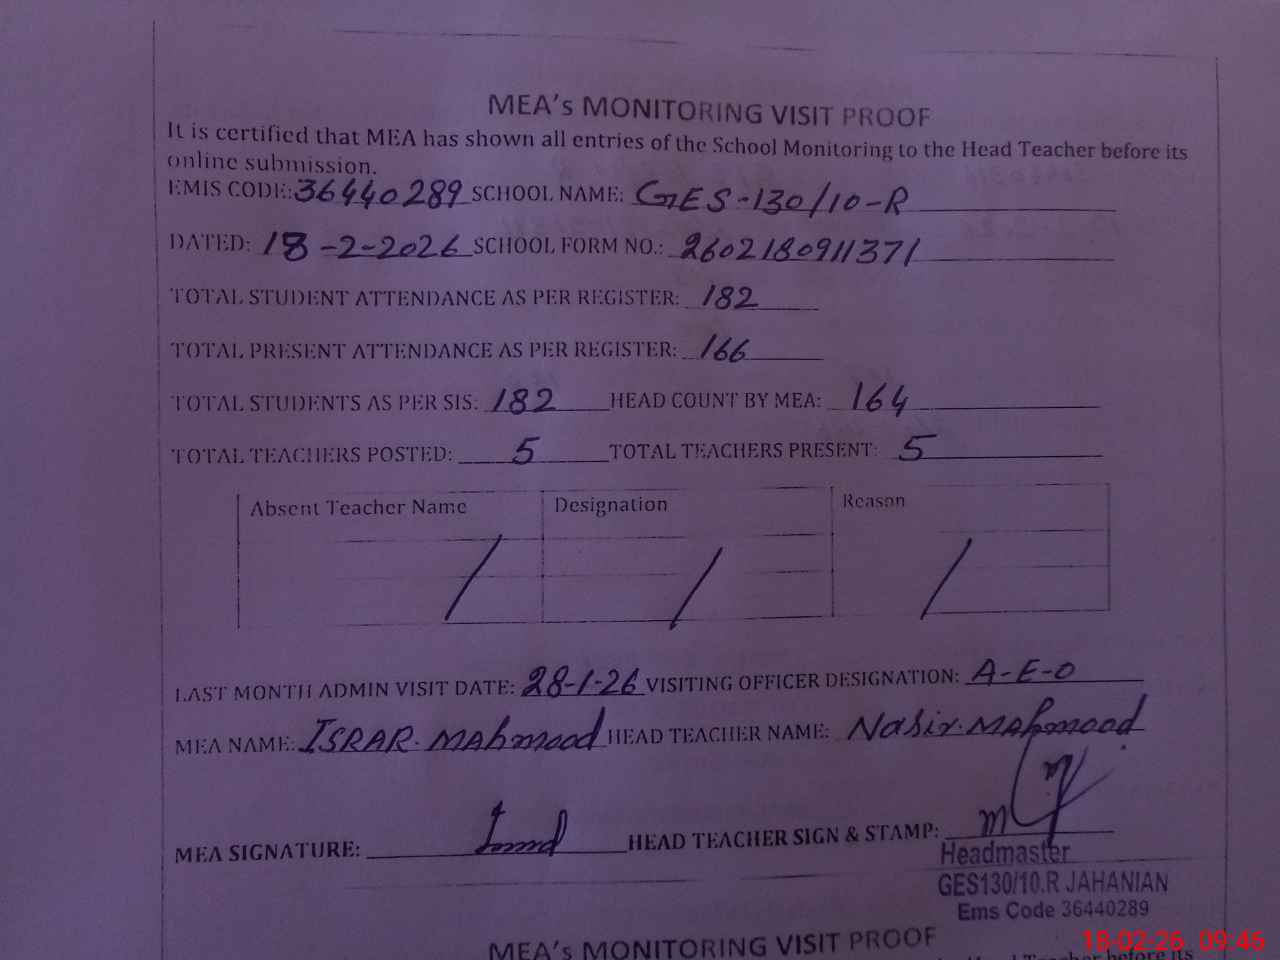 MEA's MONITORING VISIT PROOF
It is certified that MEA has shown all entries of the School Monitoring to the Head Teacher before its
online submission.
EMIS CODE: 36440289 SCHOOL NAME: GES-130/10-R
DATED: 18-2-2026 SCHOOL FORM NO.: 2602180911371
TOTAL STUDENT ATTENDANCE AS PER REGISTER: 182
TOTAL PRESENT ATTENDANCE AS PER REGISTER: 166
TOTAL STUDENTS AS PER SIS: 182 HEAD COUNT BY MEA: 164
TOTAL TEACHERS POSTED: 5 TOTAL TEACHERS PRESENT: 5
Absent Teacher Name Designation Reason
/ / /
LAST MONTH ADMIN VISIT DATE: 28-1-26 VISITING OFFICER DESIGNATION: A-E-O
MEA NAME: ISRAR. MAhmood HEAD TEACHER NAME: Nasir. MAhmood
MEA SIGNATURE: HEAD TEACHER SIGN & STAMP:
Headmaster
GES130/10.R JAHANIAN
Ems Code 36440289
MEA's MONITORING VISIT PROOF
18-02-26 09:46
Teacher before its